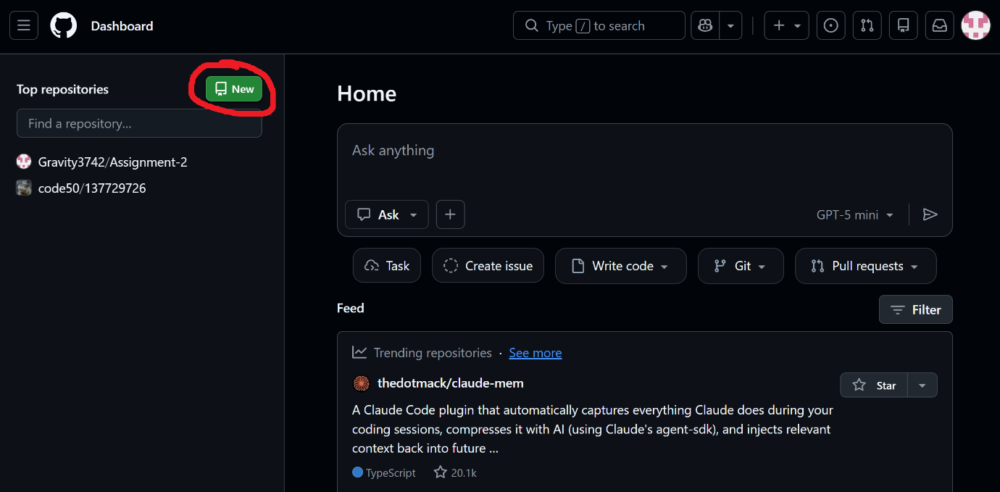 Dashboard
Type / to search
Top repositories
New
Find a repository...
Gravity3742/Assignment-2
code50/137729726
Home
Ask anything
Ask
GPT-5 mini
Task
Create issue
Write code
Git
Pull requests
Feed
Filter
Trending repositories · See more
thedotmack/claude-mem
Star
A Claude Code plugin that automatically captures everything Claude does during your
coding sessions, compresses it with AI (using Claude's agent-sdk), and injects relevant
context back into future ...
TypeScript 20.1k